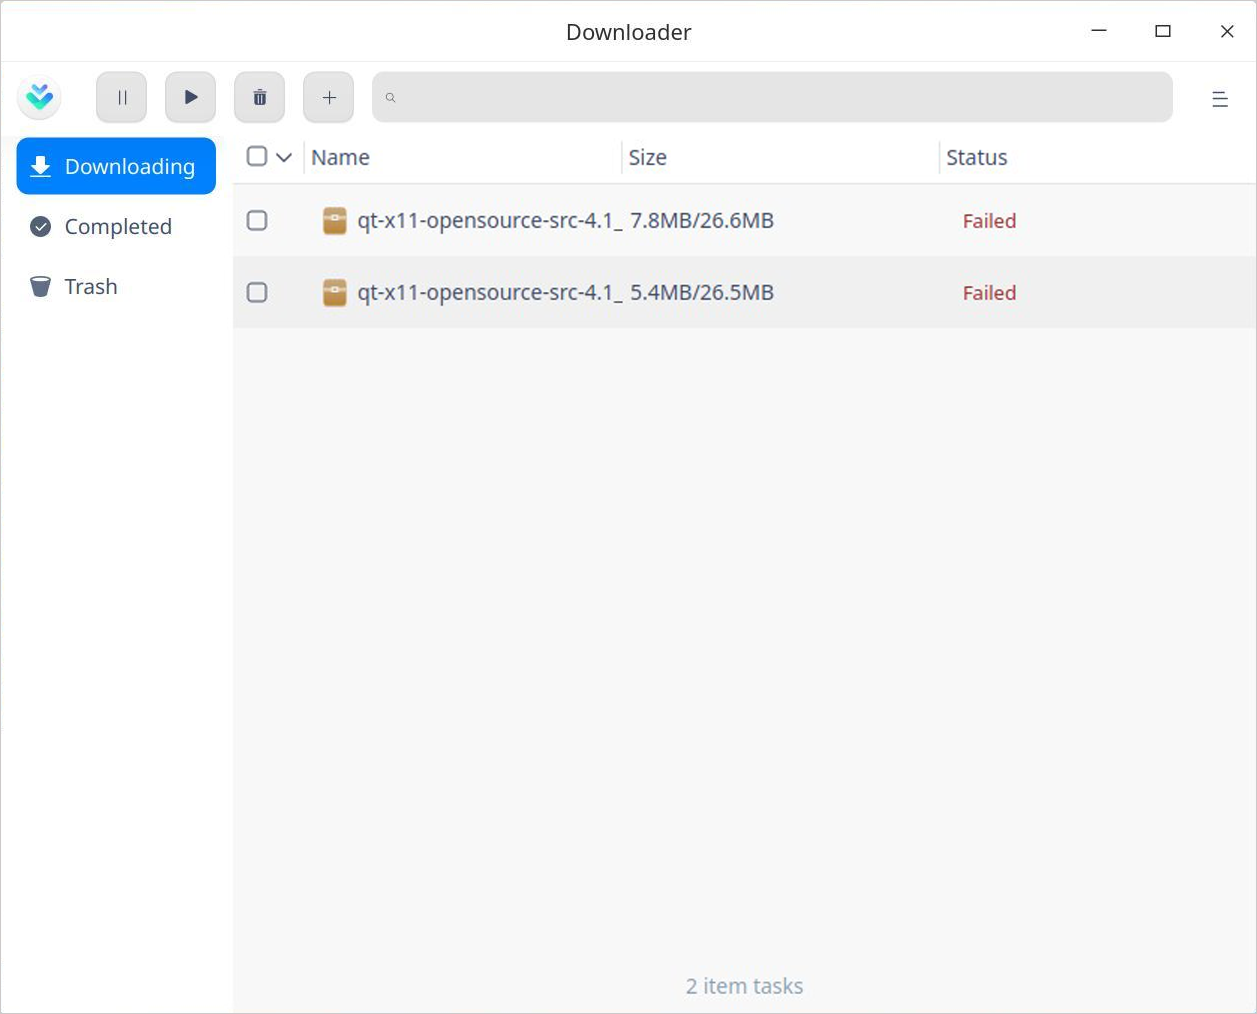 Downloader
Downloading
Completed
Trash
Name Size Status
qt-x11-opensource-src-4.1_ 7.8MB/26.6MB Failed
qt-x11-opensource-src-4.1_ 5.4MB/26.5MB Failed
2 item tasks